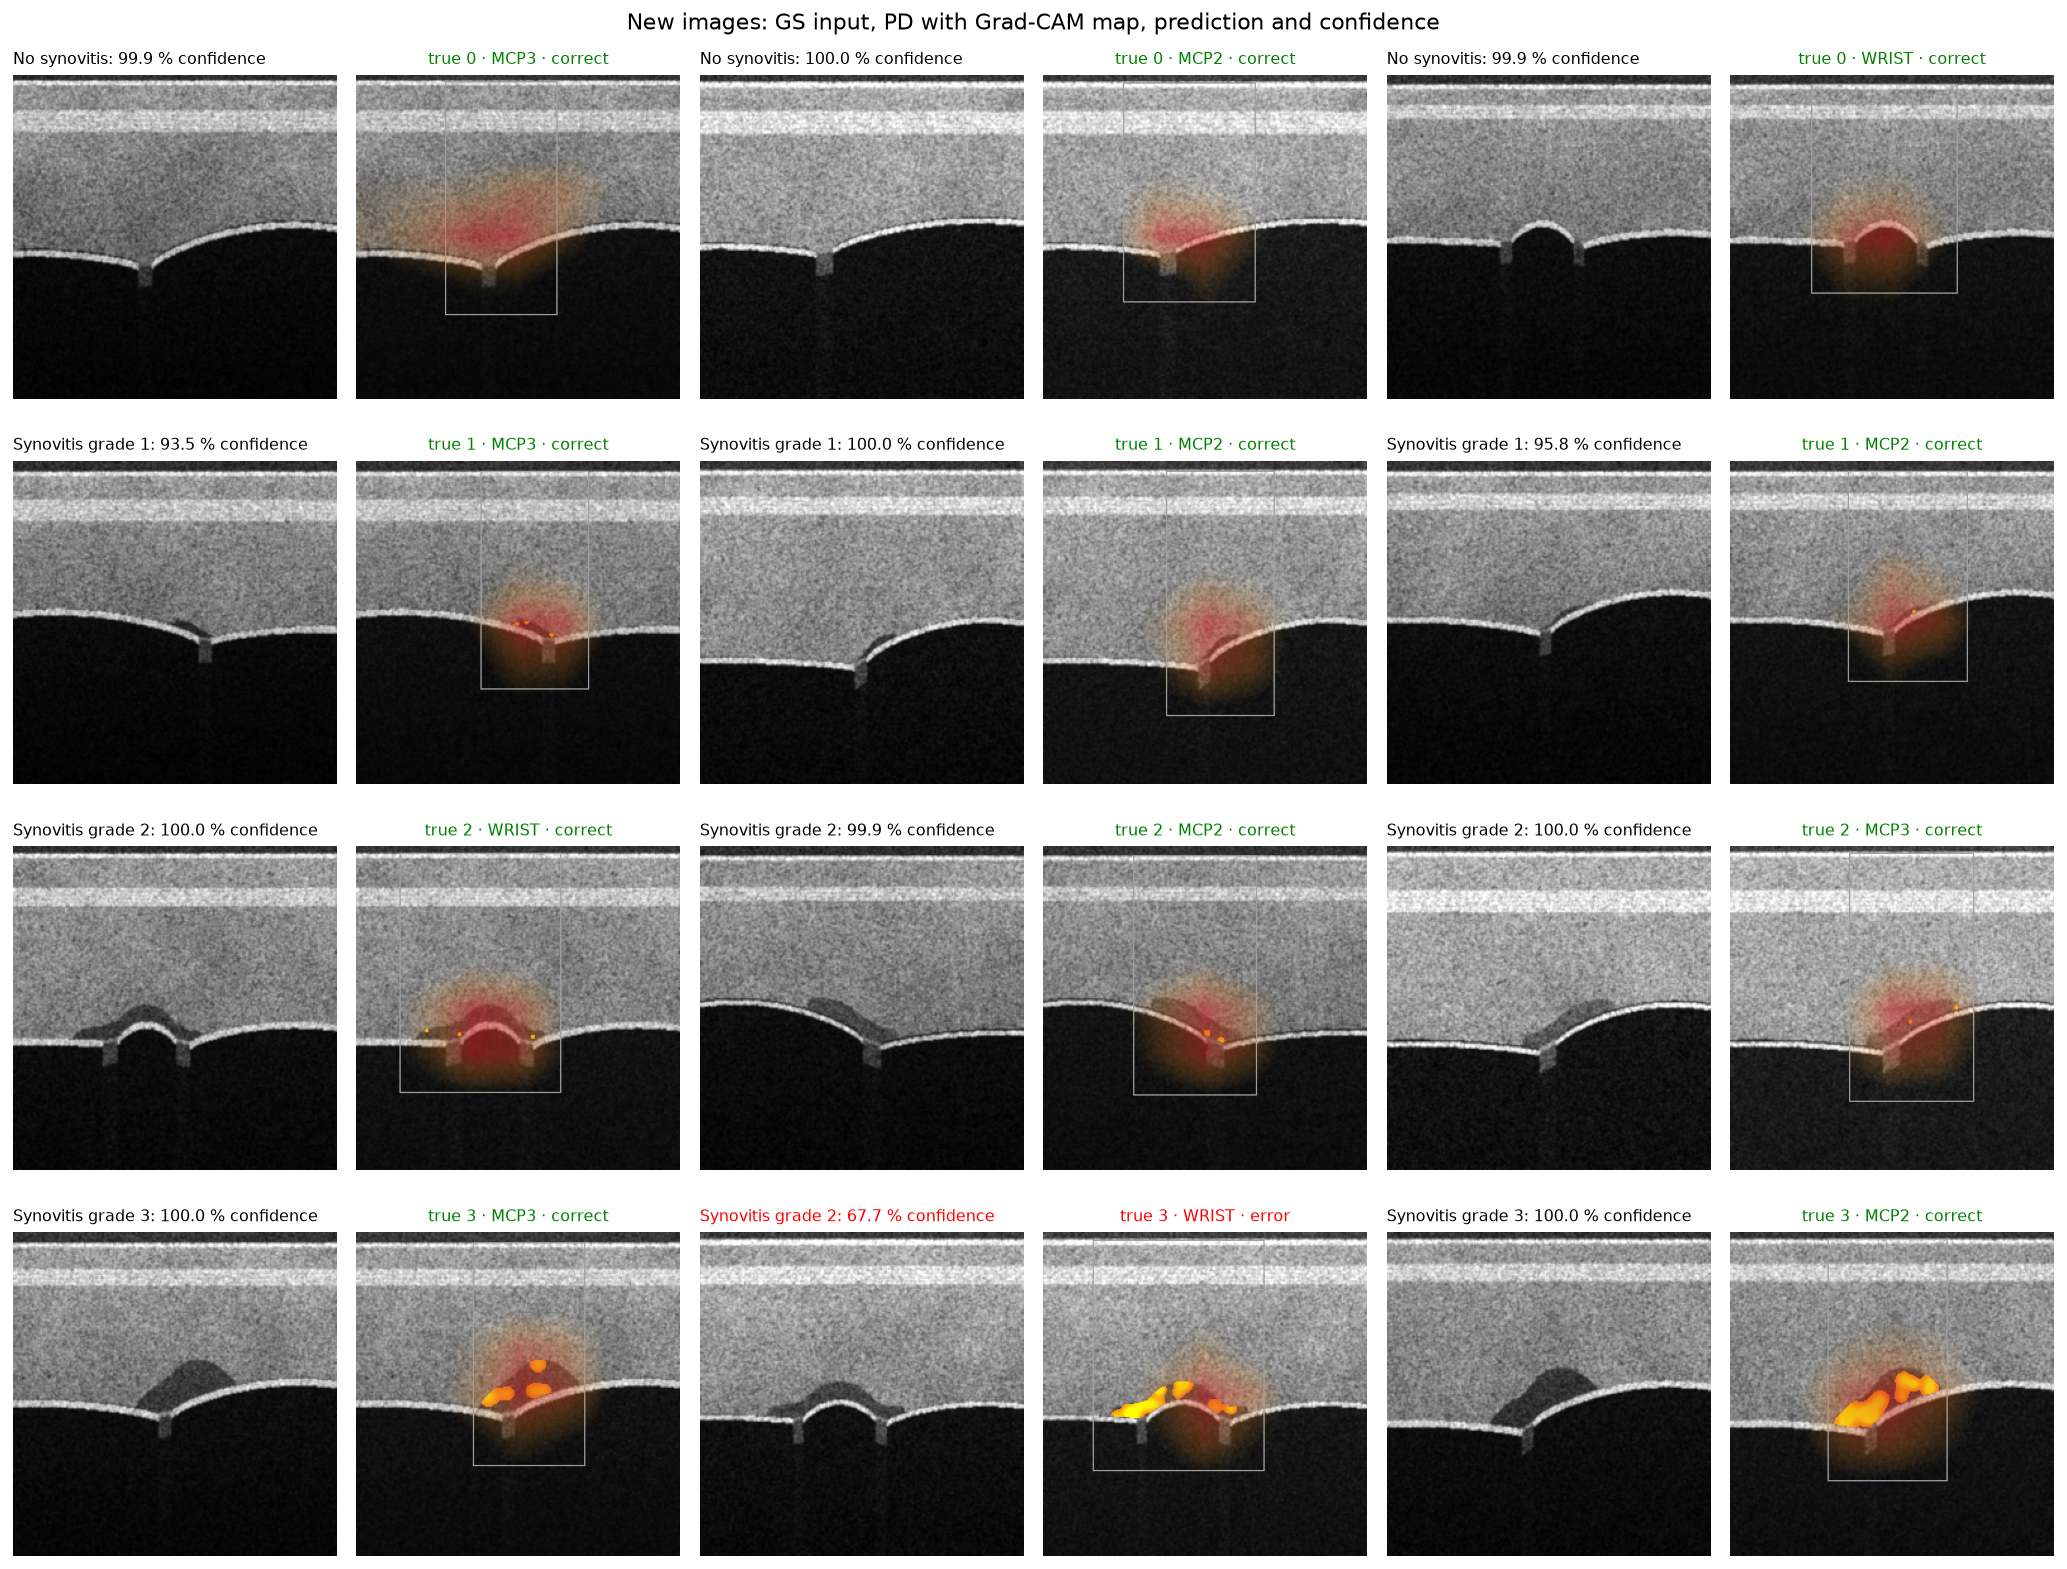 New images: GS input, PD with Grad-CAM map, prediction and confidence
No synovitis: 99.9 % confidence
true 0 · MCP3 · correct
No synovitis: 100.0 % confidence
true 0 · MCP2 · correct
No synovitis: 99.9 % confidence
true 0 · WRIST · correct
Synovitis grade 1: 93.5 % confidence
true 1 · MCP3 · correct
Synovitis grade 1: 100.0 % confidence
true 1 · MCP2 · correct
Synovitis grade 1: 95.8 % confidence
true 1 · MCP2 · correct
Synovitis grade 2: 100.0 % confidence
true 2 · WRIST · correct
Synovitis grade 2: 99.9 % confidence
true 2 · MCP2 · correct
Synovitis grade 2: 100.0 % confidence
true 2 · MCP3 · correct
Synovitis grade 3: 100.0 % confidence
true 3 · MCP3 · correct
Synovitis grade 2: 67.7 % confidence
true 3 · WRIST · error
Synovitis grade 3: 100.0 % confidence
true 3 · MCP2 · correct